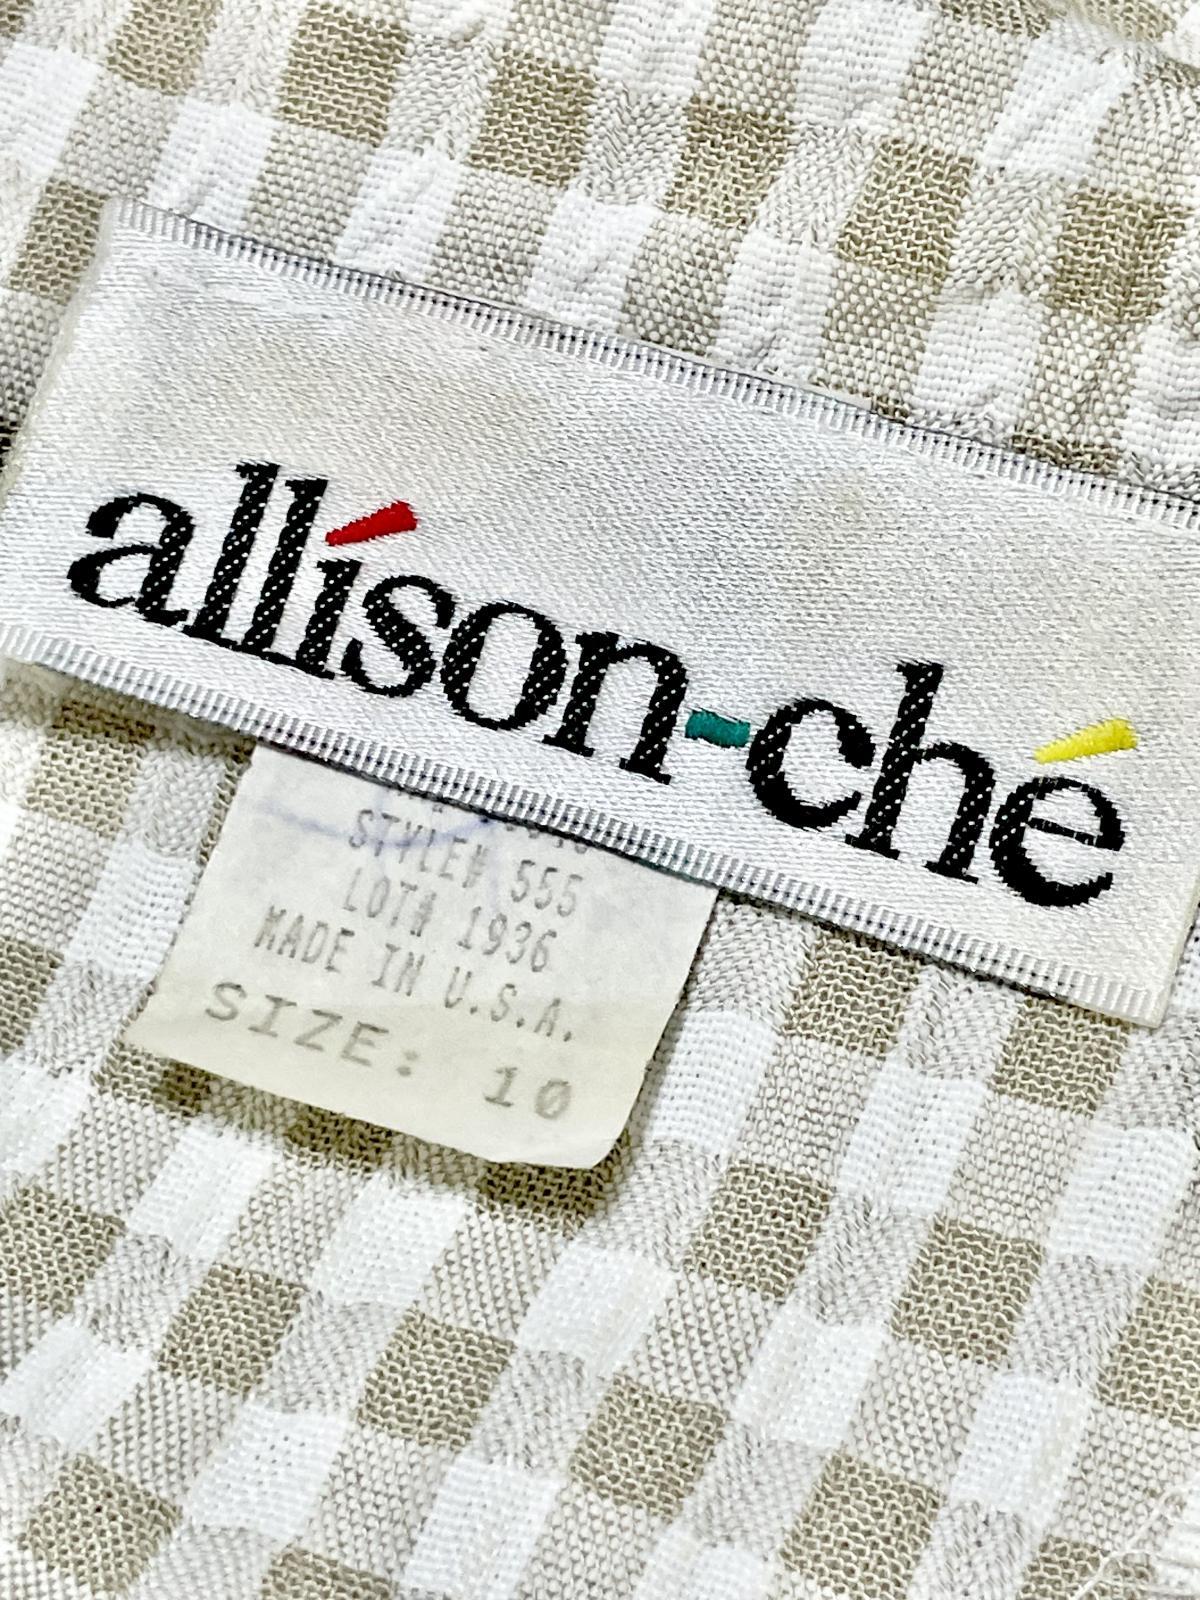 allíson-ché
STYLE# 555
LOT# 1936
MADE IN U.S.A.
SIZE: 10